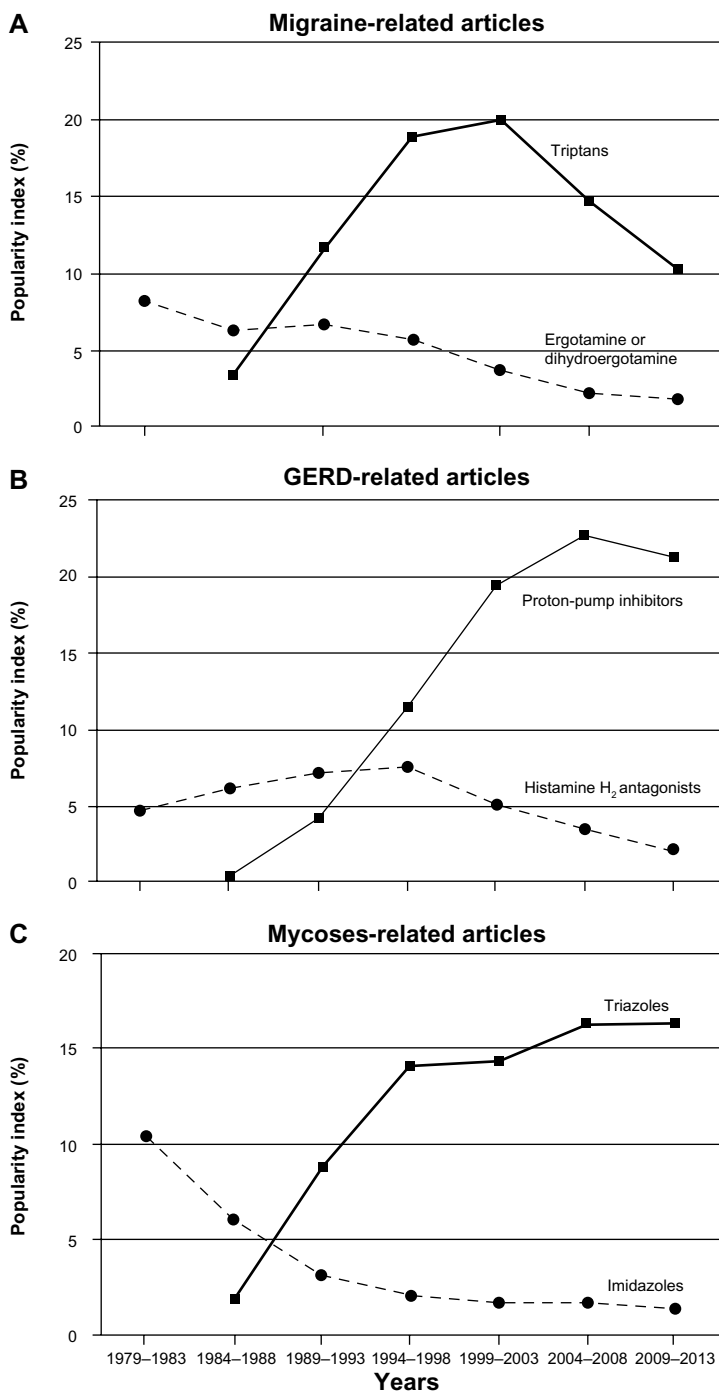 A
Migraine-related articles
Popularity index (%)
25
20
15
10
5
0
Triptans
Ergotamine or
dihydroergotamine
B
GERD-related articles
Popularity index (%)
25
20
15
10
5
0
Proton-pump inhibitors
Histamine H₂ antagonists
C
Mycoses-related articles
Popularity index (%)
20
15
10
5
0
Triazoles
Imidazoles
1979–1983 1984–1988 1989–1993 1994–1998 1999–2003 2004–2008 2009–2013
Years